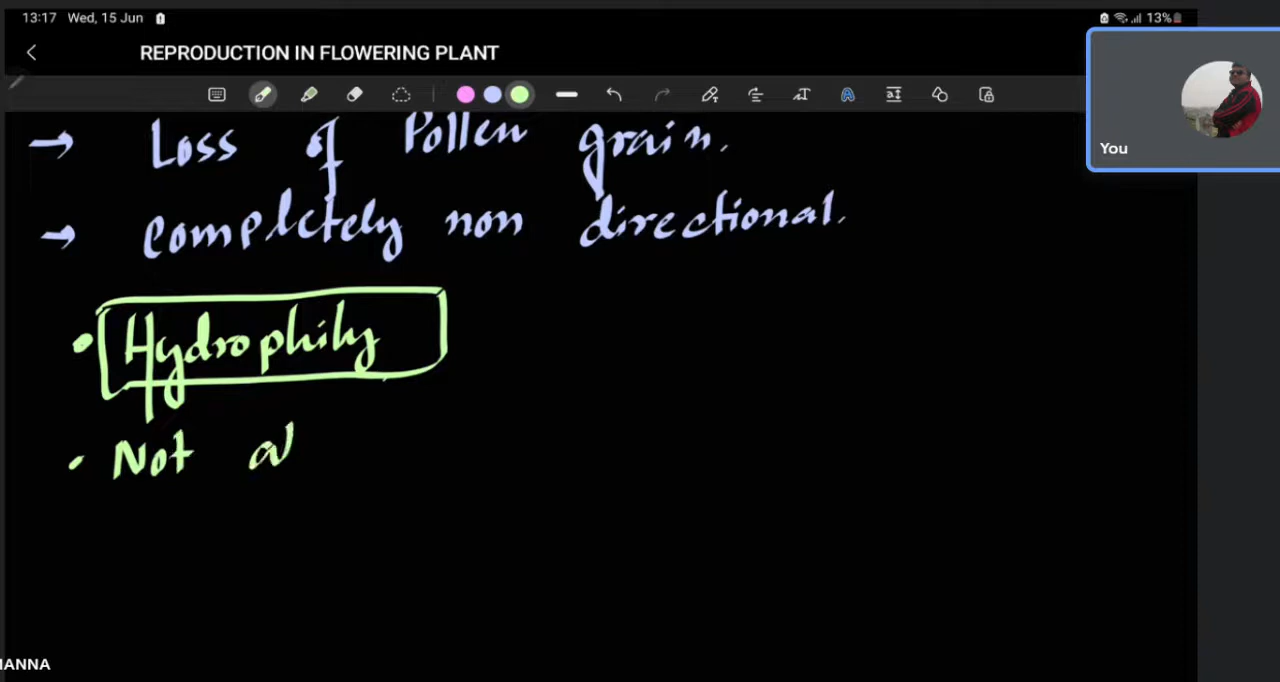 13:17 Wed, 15 Jun
13%
REPRODUCTION IN FLOWERING PLANT
→ Loss of Pollen grain.
→ Completely non directional.
You
• Hydrophily
• Not al
IANNA